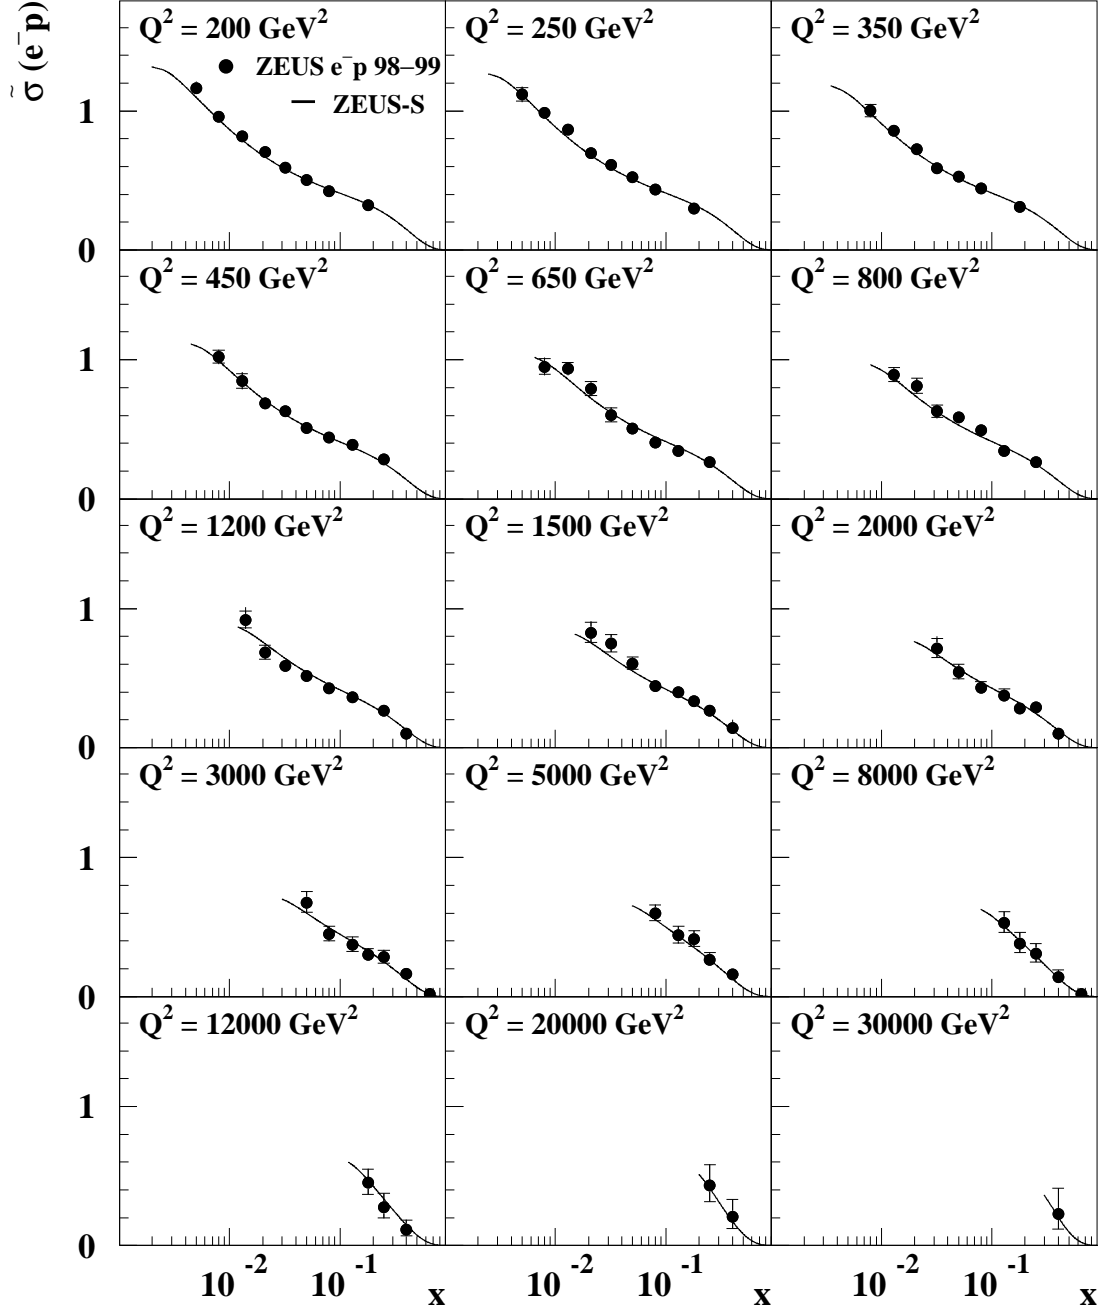 σ̃ (e⁻p)
Q² = 200 GeV²
Q² = 250 GeV²
Q² = 350 GeV²
ZEUS e⁻p 98–99
ZEUS-S
1
0
Q² = 450 GeV²
Q² = 650 GeV²
Q² = 800 GeV²
1
0
Q² = 1200 GeV²
Q² = 1500 GeV²
Q² = 2000 GeV²
1
0
Q² = 3000 GeV²
Q² = 5000 GeV²
Q² = 8000 GeV²
1
0
Q² = 12000 GeV²
Q² = 20000 GeV²
Q² = 30000 GeV²
1
0
10⁻² 10⁻¹ x
10⁻² 10⁻¹ x
10⁻² 10⁻¹ x